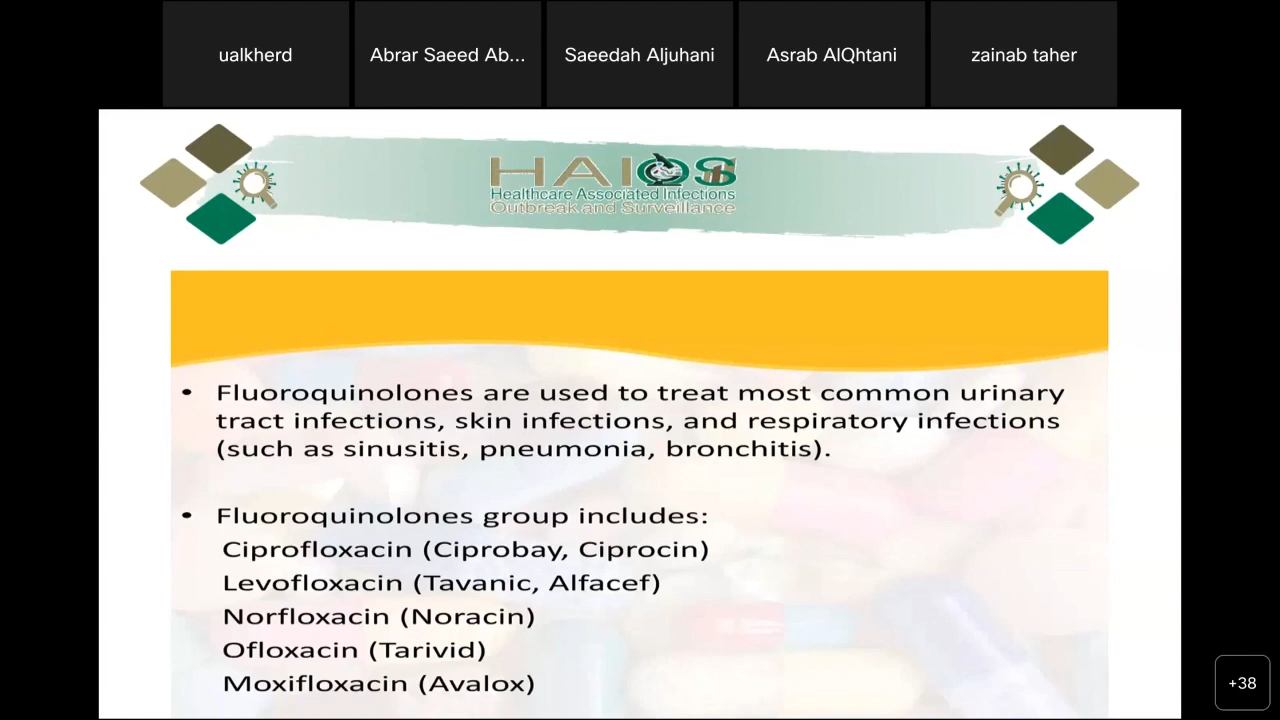 ualkherd
Abrar Saeed Ab...
Saeedah Aljuhani
Asrab AlQhtani
zainab taher
HAIOS
Healthcare Associated Infections
Outbreak and Surveillance
• Fluoroquinolones are used to treat most common urinary
tract infections, skin infections, and respiratory infections
(such as sinusitis, pneumonia, bronchitis).
• Fluoroquinolones group includes:
Ciprofloxacin (Ciprobay, Ciprocin)
Levofloxacin (Tavanic, Alfacef)
Norfloxacin (Noracin)
Ofloxacin (Tarivid)
Moxifloxacin (Avalox)
+38